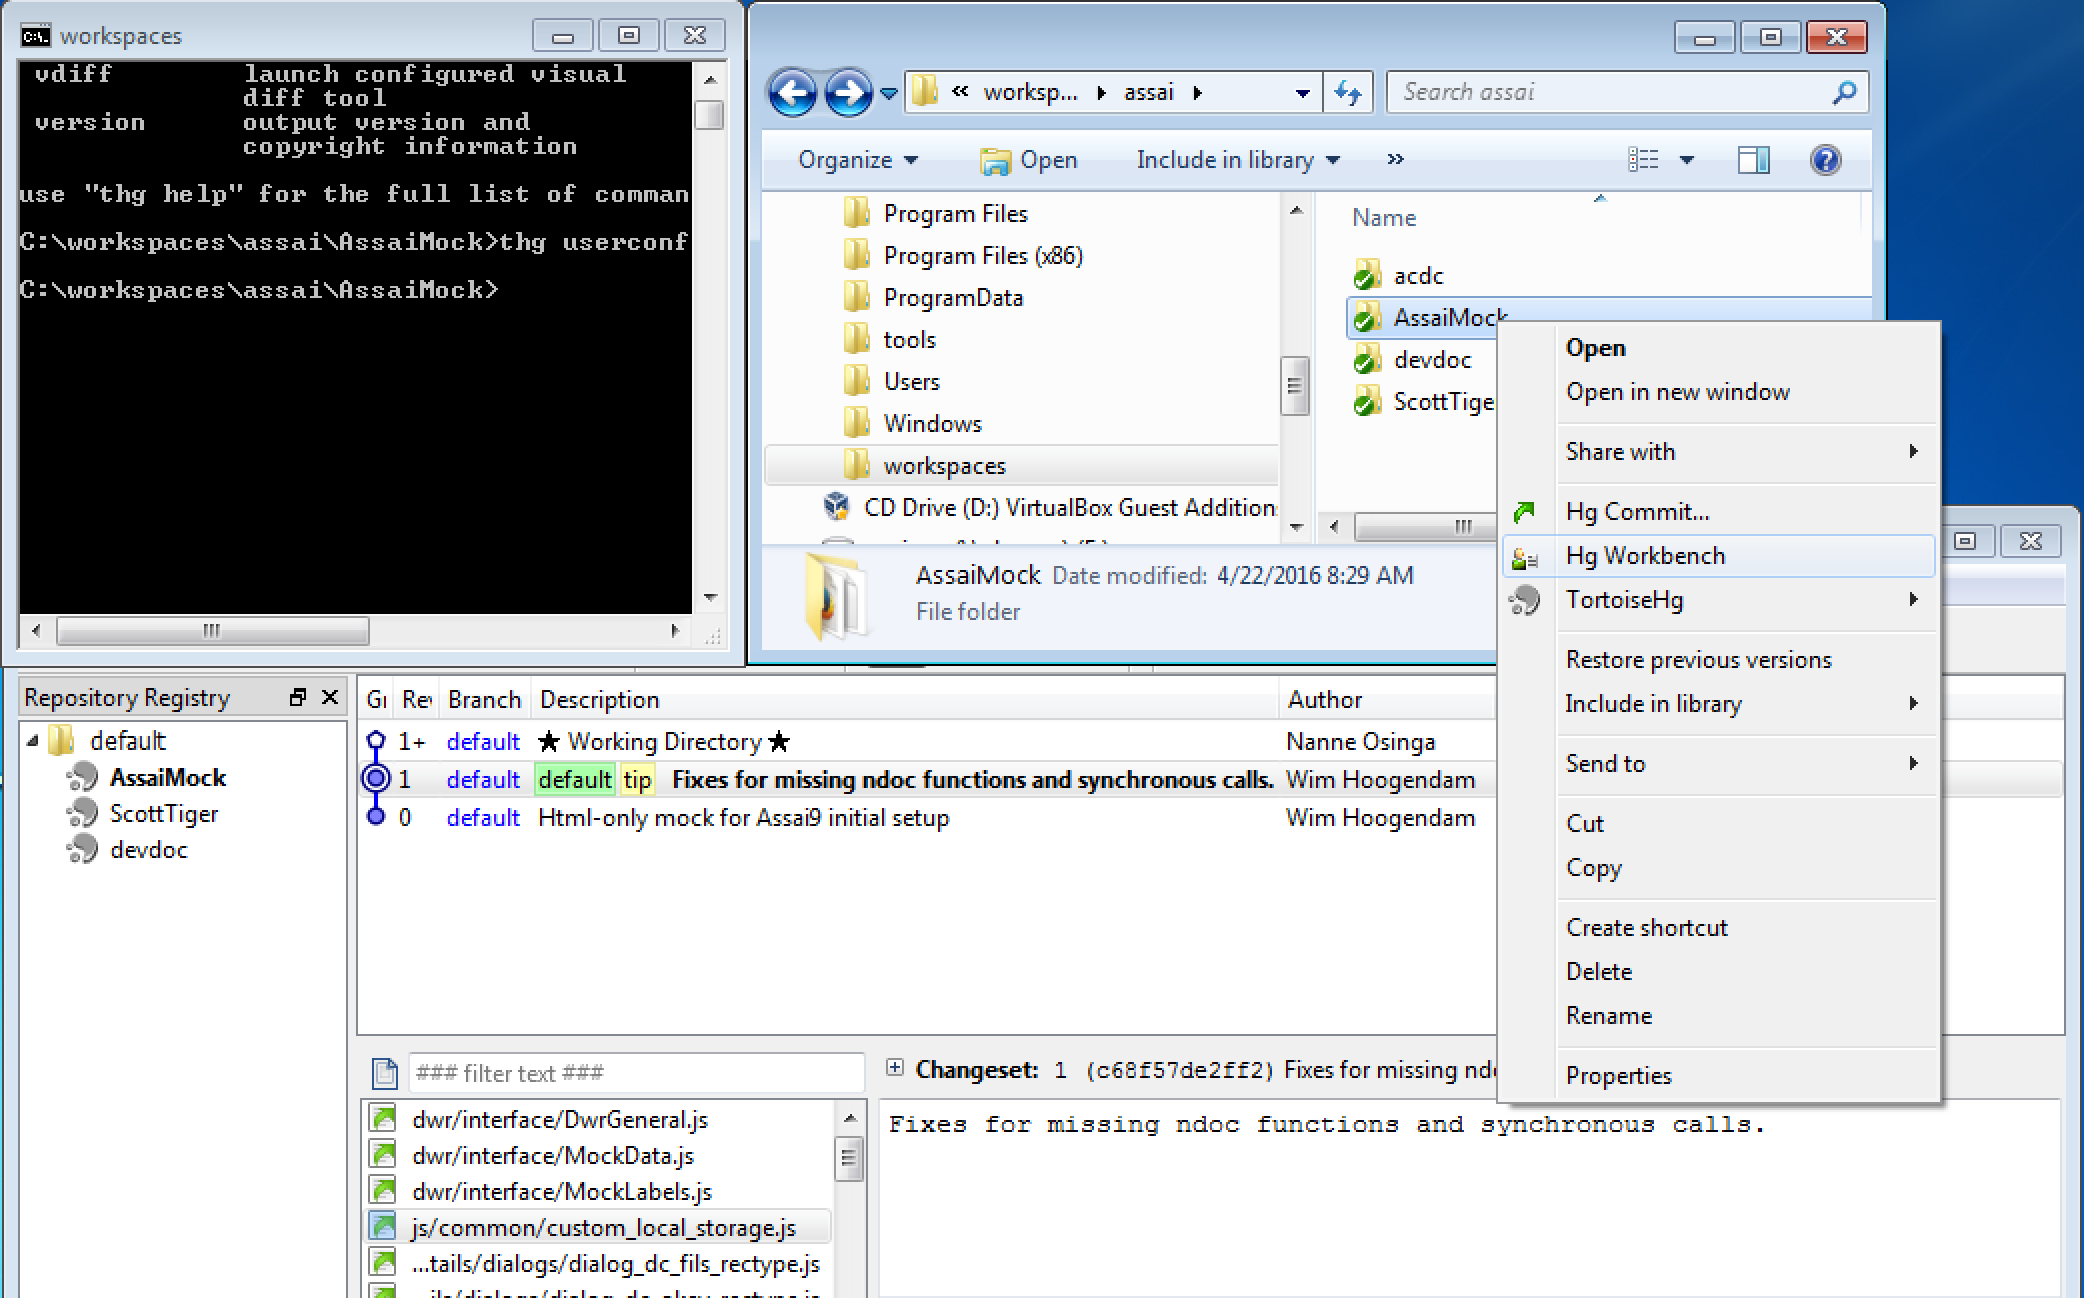 workspaces
vdiff launch configured visual
diff tool
version output version and
copyright information
use "thg help" for the full list of comman
C:\workspaces\assai\AssaiMock>thg userconf
C:\workspaces\assai\AssaiMock>
« worksp... assai
Search assai
Organize Open Include in library »
Program Files
Program Files (x86)
ProgramData
tools
Users
Windows
workspaces
CD Drive (D:) VirtualBox Guest Addition
Name
acdc
AssaiMock
devdoc
ScottTige
AssaiMock Date modified: 4/22/2016 8:29 AM
File folder
Open
Open in new window
Share with
Hg Commit...
Hg Workbench
TortoiseHg
Restore previous versions
Include in library
Send to
Cut
Copy
Create shortcut
Delete
Rename
Properties
Repository Registry
default
AssaiMock
ScottTiger
devdoc
Gr Rev Branch Description Author
1+ default ★ Working Directory ★ Nanne Osinga
1 default default tip Fixes for missing ndoc functions and synchronous calls. Wim Hoogendam
0 default Html-only mock for Assai9 initial setup Wim Hoogendam
### filter text ###
dwr/interface/DwrGeneral.js
dwr/interface/MockData.js
dwr/interface/MockLabels.js
js/common/custom_local_storage.js
...tails/dialogs/dialog_dc_fils_rectype.js
Changeset: 1 (c68f57de2ff2) Fixes for missing ndo
Fixes for missing ndoc functions and synchronous calls.